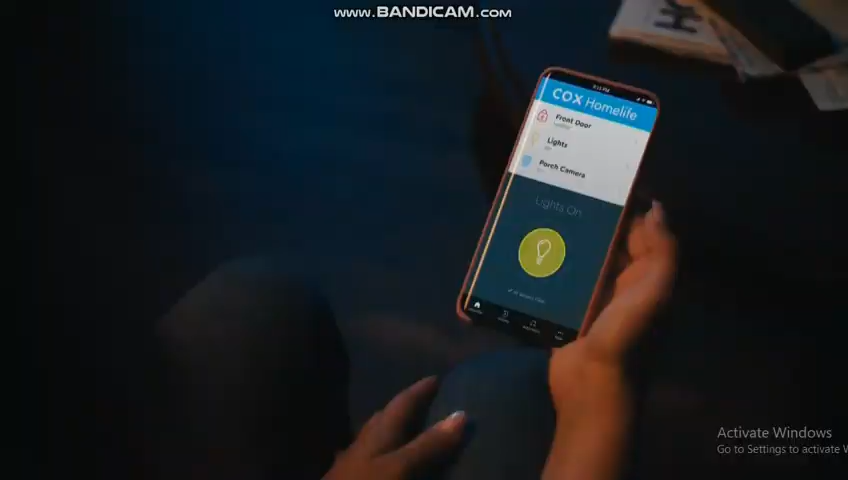 www.BANDICAM.com
COX Homelife
Front Door
Lights
Porch Camera
Lights On
Activate Windows
Go to Settings to activate W